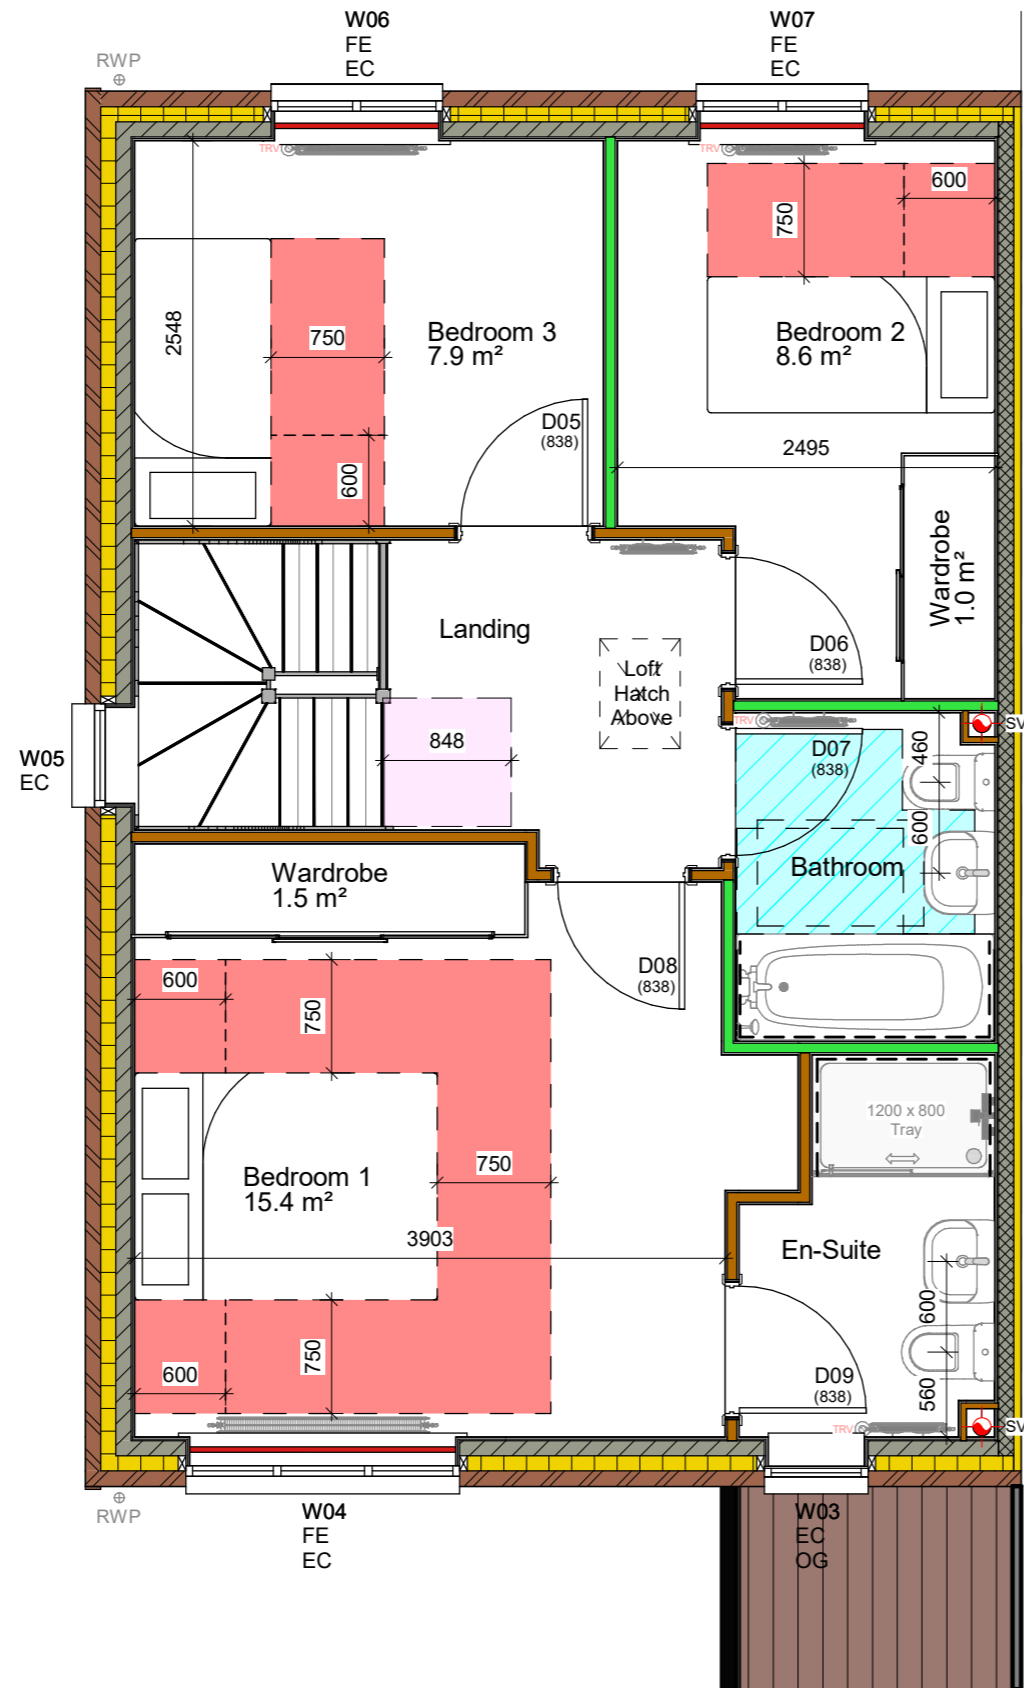 W06
FE
EC
W07
FE
EC
RWP
TRV
TRV
600
750
2548
750
Bedroom 3
7.9 m²
Bedroom 2
8.6 m²
D05
(838)
2495
600
Wardrobe
1.0 m²
Landing
D06
(838)
Loft
Hatch
Above
TRV
SV
W05
EC
848
D07
(838)
460
600
Bathroom
Wardrobe
1.5 m²
D08
(838)
600
750
1200 x 800
Tray
750
Bedroom 1
15.4 m²
3903
En-Suite
600
750
600
D09
(838)
560
TRV
SV
RWP
W04
FE
EC
W03
EC
OG